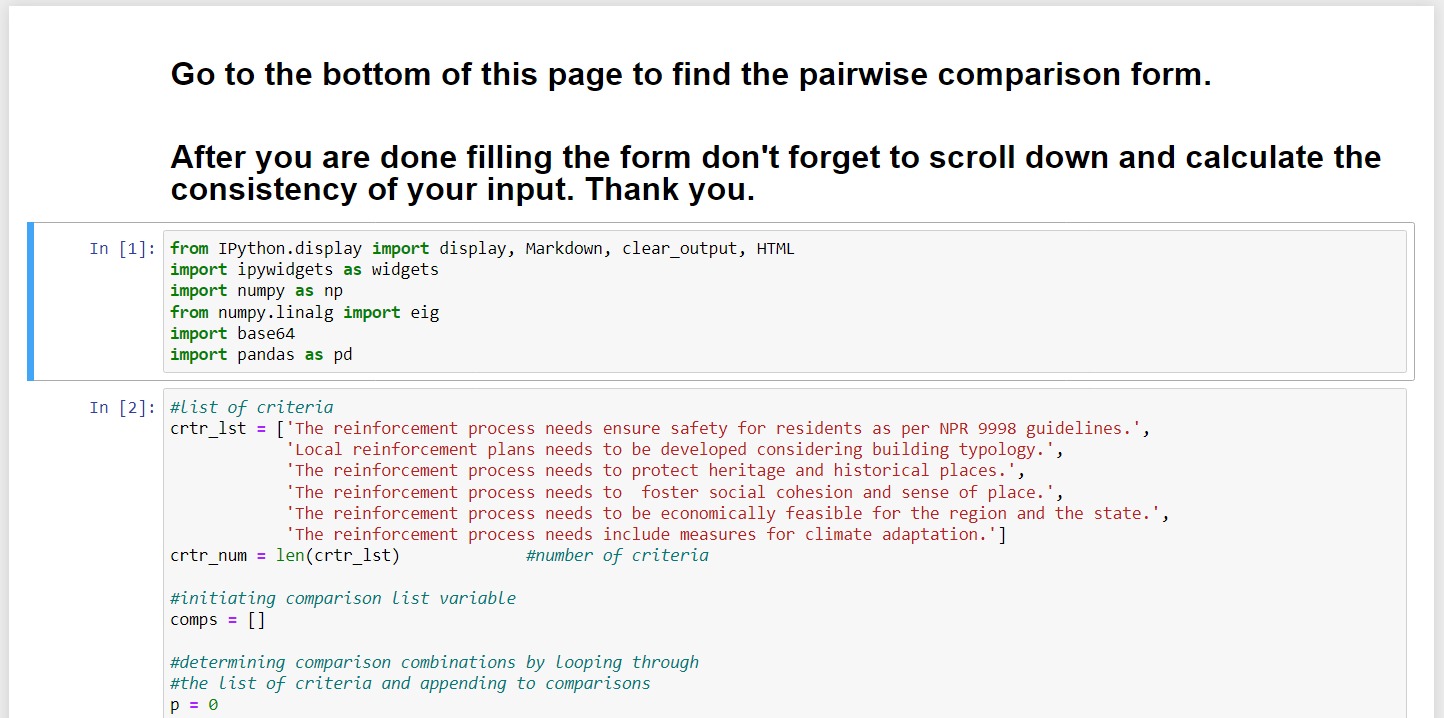 Go to the bottom of this page to find the pairwise comparison form.
After you are done filling the form don't forget to scroll down and calculate the
consistency of your input. Thank you.
In [1]: from IPython.display import display, Markdown, clear_output, HTML
import ipywidgets as widgets
import numpy as np
from numpy.linalg import eig
import base64
import pandas as pd
In [2]: #list of criteria
crtr_lst = ['The reinforcement process needs ensure safety for residents as per NPR 9998 guidelines.',
'Local reinforcement plans needs to be developed considering building typology.',
'The reinforcement process needs to protect heritage and historical places.',
'The reinforcement process needs to  foster social cohesion and sense of place.',
'The reinforcement process needs to be economically feasible for the region and the state.',
'The reinforcement process needs include measures for climate adaptation.']
crtr_num = len(crtr_lst)             #number of criteria
#initiating comparison list variable
comps = []
#determining comparison combinations by looping through
#the list of criteria and appending to comparisons
p = 0